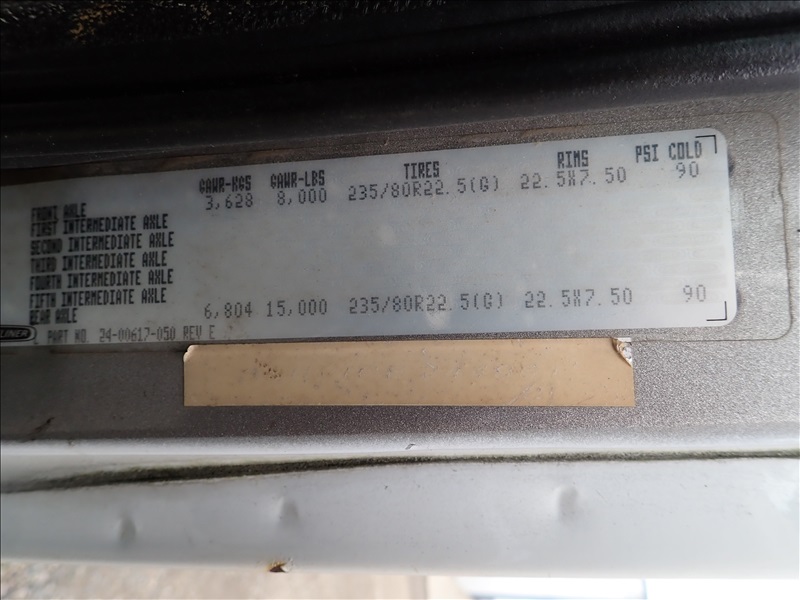 GAWR-KGS GAWR-LBS TIRES RIMS PSI COLD
FRONT AXLE 3,628 8,000 235/80R22.5(G) 22.5X7.50 90
FIRST INTERMEDIATE AXLE
SECOND INTERMEDIATE AXLE
THIRD INTERMEDIATE AXLE
FOURTH INTERMEDIATE AXLE
FIFTH INTERMEDIATE AXLE
REAR AXLE 6,804 15,000 235/80R22.5(G) 22.5X7.50 90
PART NO 24-00617-050 REV E